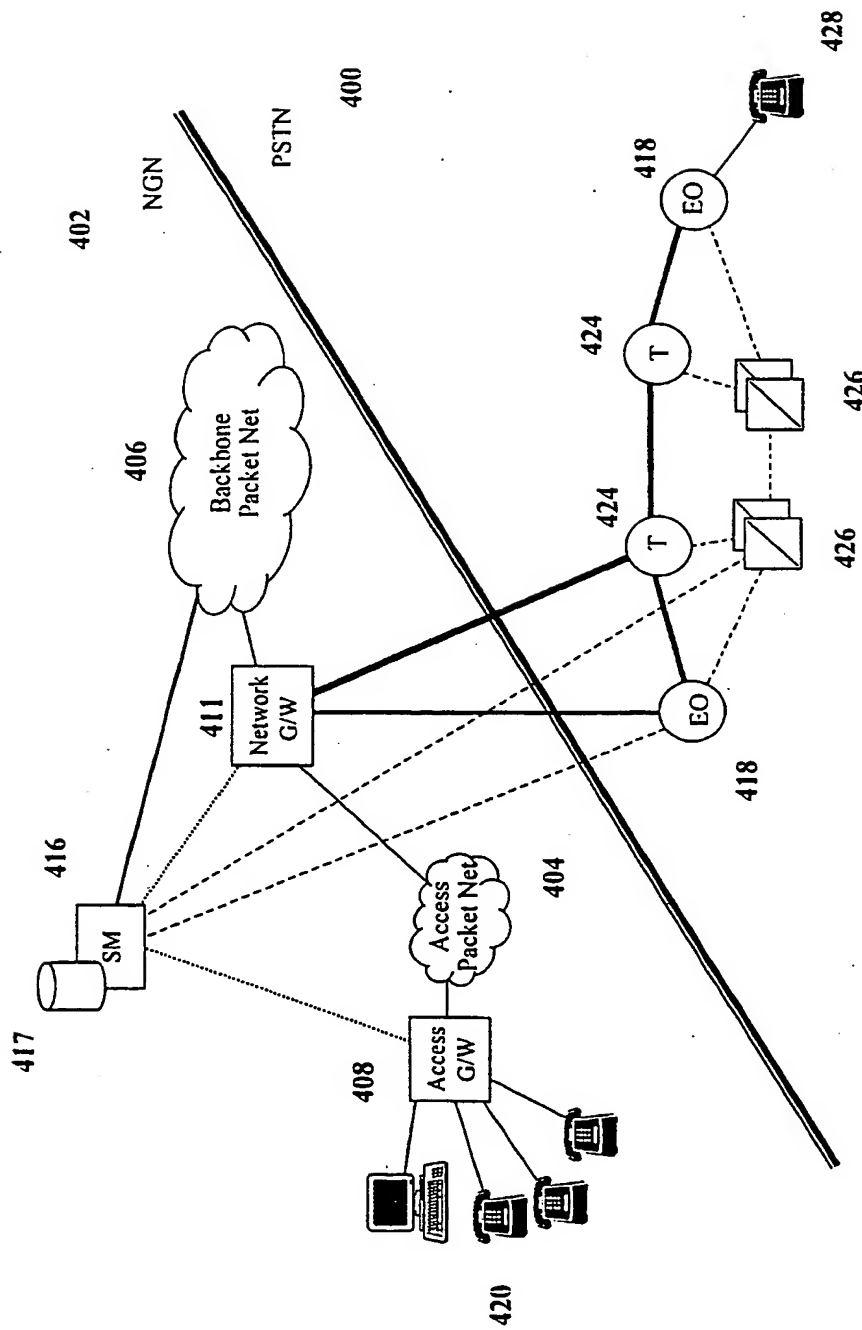 417
416
SM
402
NGN
PSTN
400
406
Backbone
Packet Net
411
Network
G/W
408
Access
G/W
Access
Packet Net
404
420
424
T
424
T
418
EO
EO
418
426
426
428